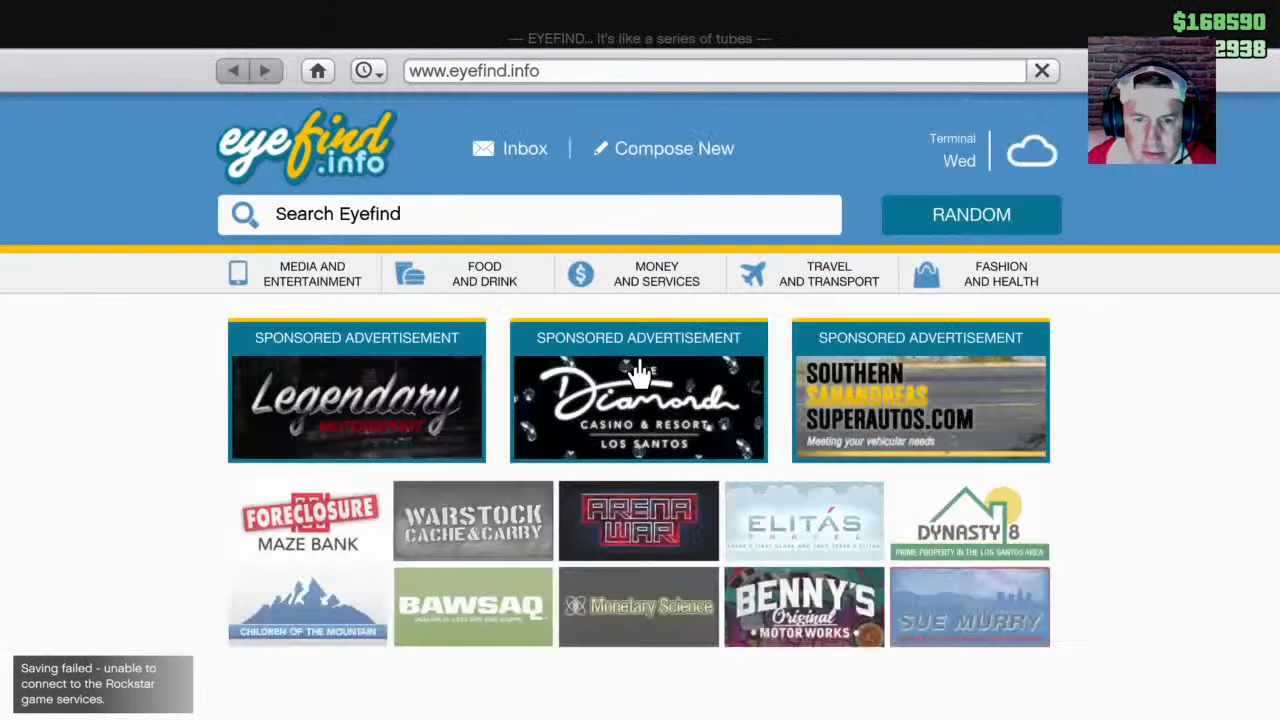 $168590
--- EYEFIND... It's like a series of tubes ---
2938
www.eyefind.info
eyefind
.info
Inbox
Compose New
Terminal
Wed
Search Eyefind
RANDOM
MEDIA AND
ENTERTAINMENT
FOOD
AND DRINK
MONEY
AND SERVICES
TRAVEL
AND TRANSPORT
FASHION
AND HEALTH
SPONSORED ADVERTISEMENT
Legendary
MOTORSPORT
SPONSORED ADVERTISEMENT
Diamond
CASINO & RESORT
LOS SANTOS
SPONSORED ADVERTISEMENT
SOUTHERN
SANANDREAS
SUPERAUTOS.COM
Meeting your vehicular needs
FORECLOSURE
MAZE BANK
WARSTOCK
CACHE&CARRY
ARENA
WAR
ELITÁS
TRAVEL
DYNASTY 8
PRIME PROPERTY IN THE LOS SANTOS AREA
CHILDREN OF THE MOUNTAIN
BAWSAQ
Monetary Science
BENNY'S
Original
MOTOR WORKS
SUE MURRY
Saving failed - unable to
connect to the Rockstar
game services.